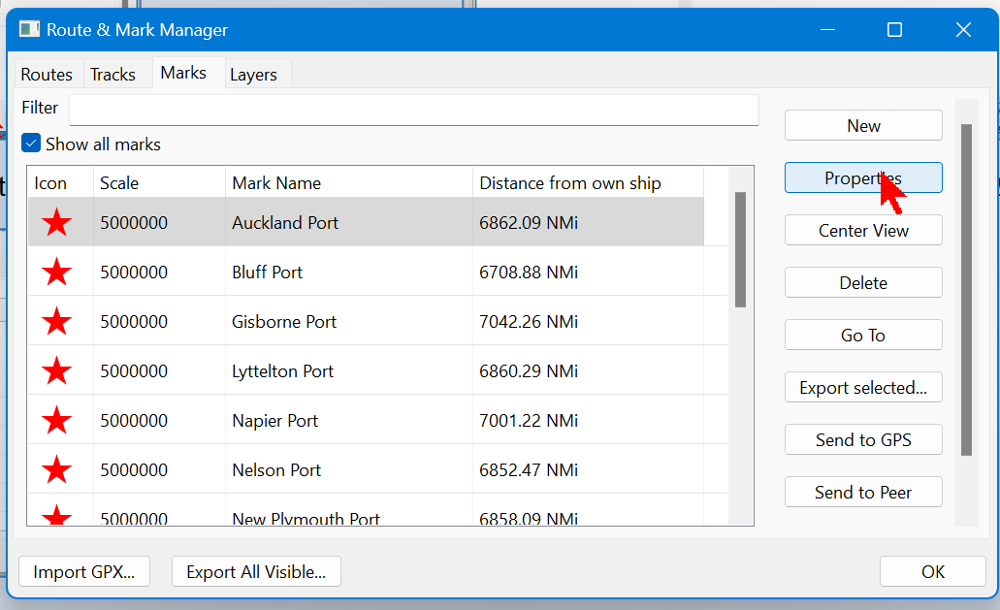 Route & Mark Manager
Routes Tracks Marks Layers
Filter
Show all marks
Icon Scale Mark Name Distance from own ship
5000000 Auckland Port 6862.09 NMi
5000000 Bluff Port 6708.88 NMi
5000000 Gisborne Port 7042.26 NMi
5000000 Lyttelton Port 6860.29 NMi
5000000 Napier Port 7001.22 NMi
5000000 Nelson Port 6852.47 NMi
5000000 New Plymouth Port 6858.09 NMi
New
Properties
Center View
Delete
Go To
Export selected...
Send to GPS
Send to Peer
Import GPX... Export All Visible... OK